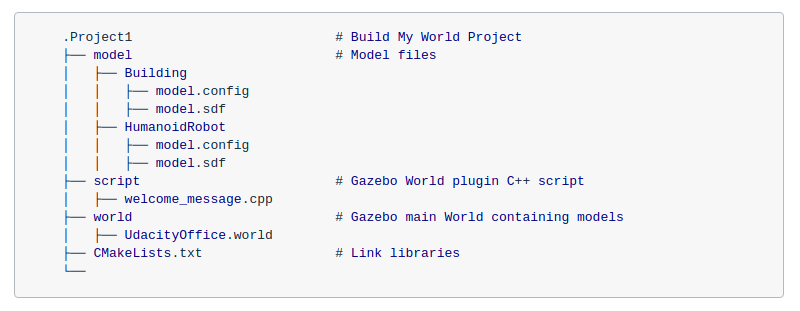 .Project1                          # Build My World Project
├── model                          # Model files
│   ├── Building
│   │   ├── model.config
│   │   ├── model.sdf
│   ├── HumanoidRobot
│   │   ├── model.config
│   │   ├── model.sdf
├── script                         # Gazebo World plugin C++ script
│   ├── welcome_message.cpp
├── world                          # Gazebo main World containing models
│   ├── UdacityOffice.world
├── CMakeLists.txt                 # Link libraries
└──